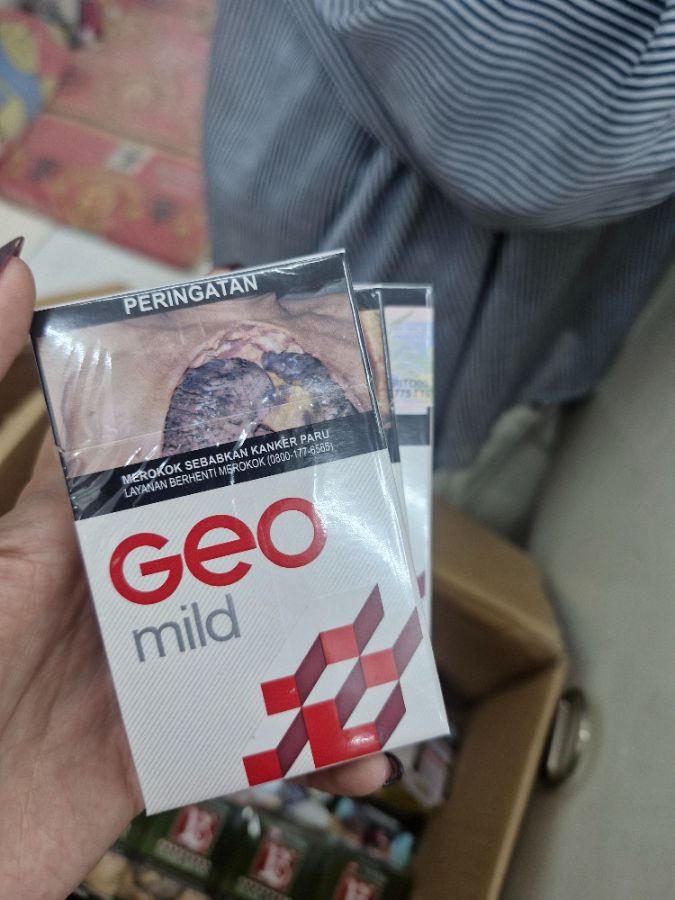 PERINGATAN
MEROKOK SEBABKAN KANKER PARU
LAYANAN BERHENTI MEROKOK (0800-177-6565)
Geo
mild